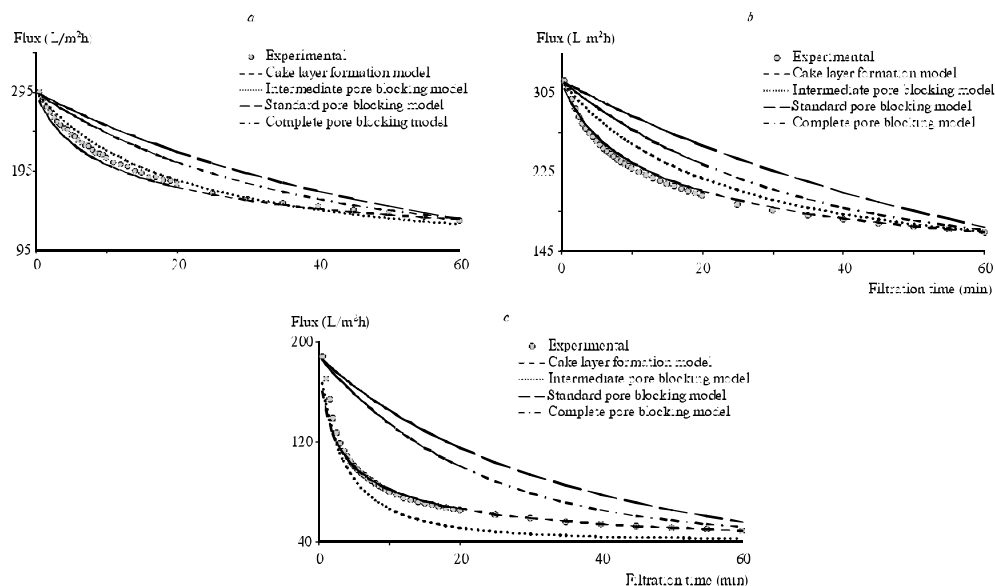 a
Flux (L/m²h)
Experimental
Cake layer formation model
Intermediate pore blocking model
Standard pore blocking model
Complete pore blocking model
295
195
95
0
20
40
60
b
Flux (L m²h)
Experimental
Cake layer formation model
Intermediate pore blocking model
Standard pore blocking model
Complete pore blocking model
305
225
145
0
20
40
60
Filtration time (min)
c
Flux (L/m²h)
Experimental
Cake layer formation model
Intermediate pore blocking model
Standard pore blocking model
Complete pore blocking model
200
120
40
0
20
40
60
Filtration time (min)